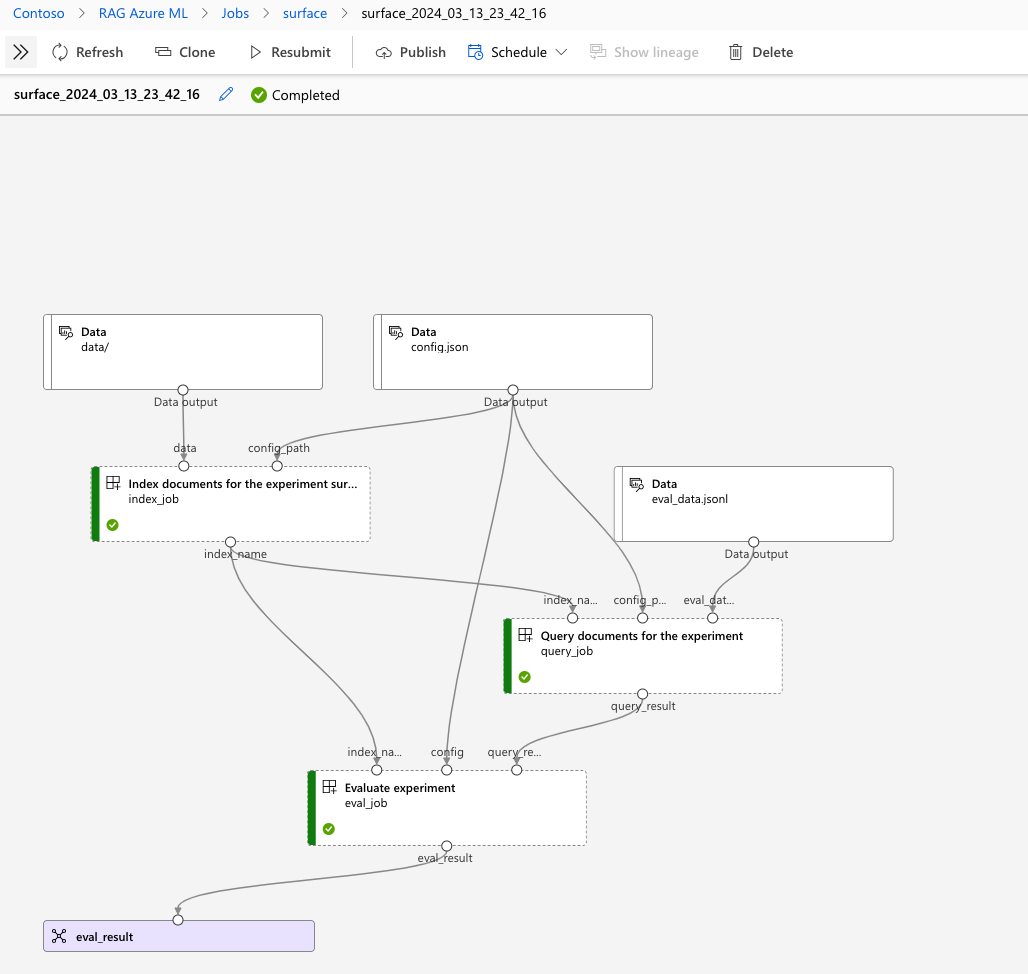 Contoso > RAG Azure ML > Jobs > surface > surface_2024_03_13_23_42_16
Refresh Clone Resubmit Publish Schedule Show lineage Delete
surface_2024_03_13_23_42_16 Completed
Data
data/
Data output
Data
config.json
Data output
data config_path
Index documents for the experiment sur...
index_job
index_name
Data
eval_data.jsonl
Data output
index_na... config_p... eval_dat...
Query documents for the experiment
query_job
query_result
index_na... config query_re...
Evaluate experiment
eval_job
eval_result
eval_result